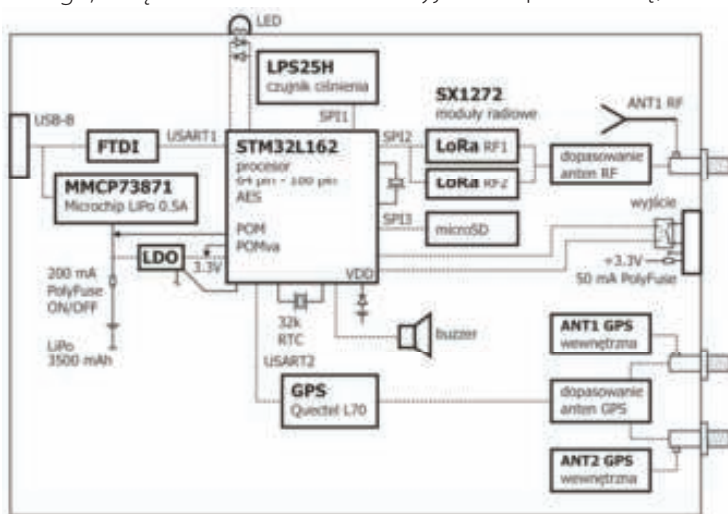 LED
LPS25H
czujnik ciśnienia
SX1272
moduły radiowe
ANT1 RF
USB-B
FTDI
USART1
SPI1
STM32L162
procesor
64 pin - 100 pin
AES
POM
POMva
VDD
SPI2
LoRa RF1
LoRa RF2
dopasowanie
anten RF
MMCP73871
Microchip LiPo 0.5A
SPI3
microSD
wyjście
+3.3V
50 mA PolyFuse
LDO
3.3V
200 mA
PolyFuse
ON/OFF
LiPo
3500 mAh
32k
RTC
buzzer
USART2
GPS
Quectel L70
ANT1 GPS
wewnętrzna
dopasowanie
anten GPS
ANT2 GPS
wewnętrzna